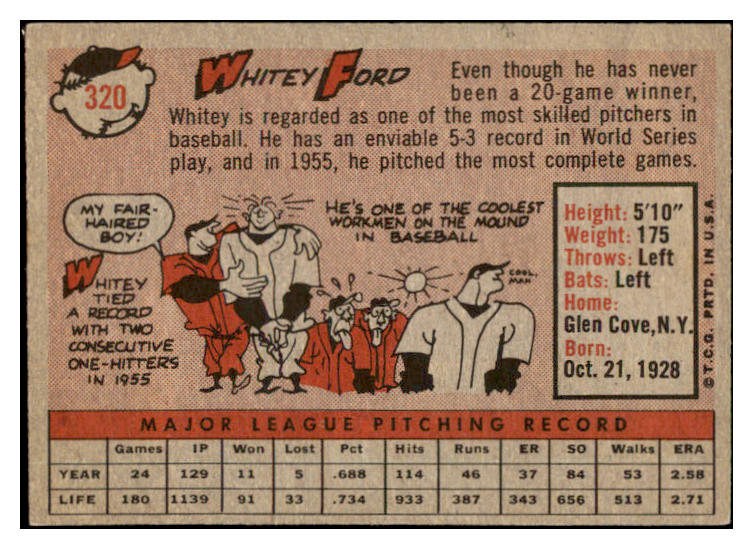 320
WHITEY FORD
Even though he has never
been a 20-game winner,
Whitey is regarded as one of the most skilled pitchers in
baseball. He has an enviable 5-3 record in World Series
play, and in 1955, he pitched the most complete games.
MY FAIR-
HAIRED
BOY!
HE'S ONE OF THE COOLEST
WORKMEN ON THE MOUND
IN BASEBALL
WHITEY
TIED
A RECORD
WITH TWO
CONSECUTIVE
ONE-HITTERS
IN 1955
COOL,
MAN
Height: 5'10"
Weight: 175
Throws: Left
Bats: Left
Home:
Glen Cove, N.Y.
Born:
Oct. 21, 1928
© T.C.G. PRTD. IN U.S.A.
MAJOR LEAGUE PITCHING RECORD
Games IP Won Lost Pct Hits Runs ER SO Walks ERA
YEAR 24 129 11 5 .688 114 46 37 84 53 2.58
LIFE 180 1139 91 33 .734 933 387 343 656 513 2.71